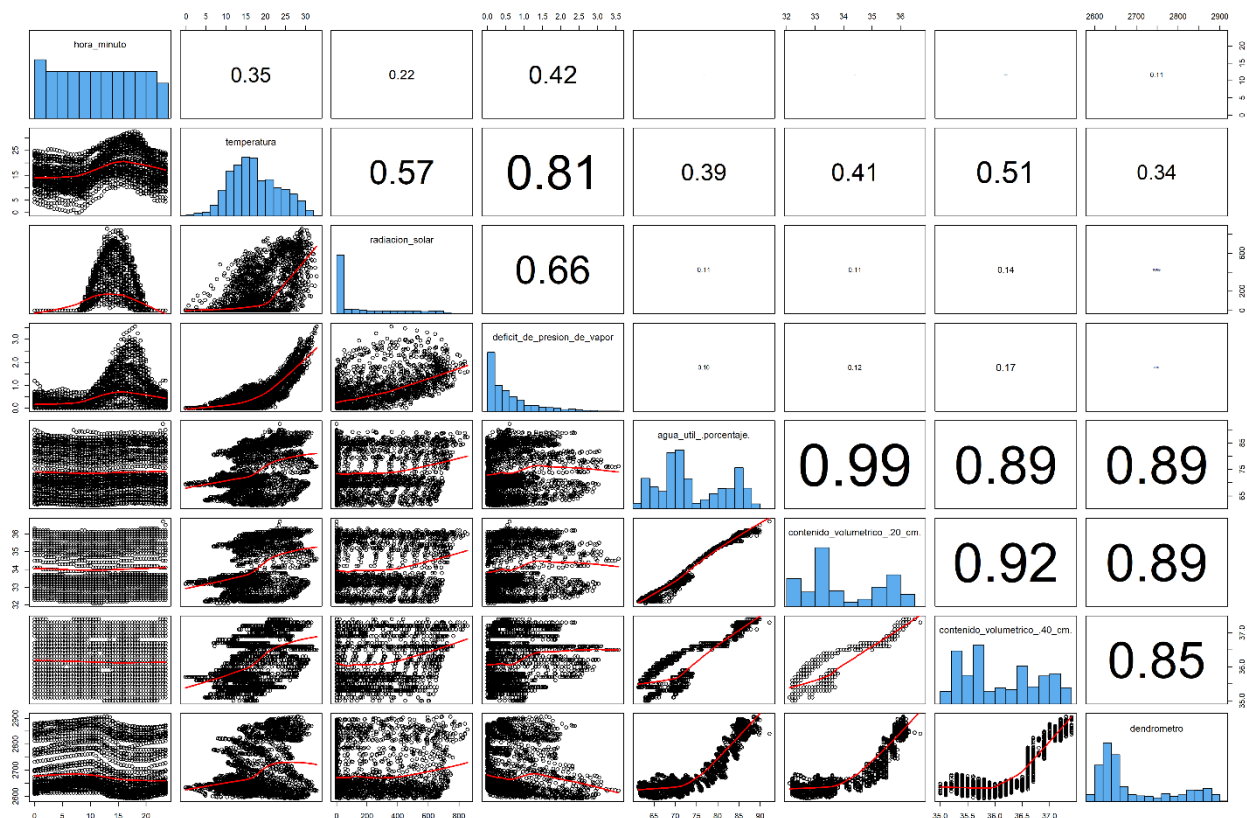 0 5 10 15 20 25 30
0.0 0.5 1.0 1.5 2.0 2.5 3.0 3.5
32 33 34 35 36
2600 2700 2800 2900
hora_minuto
0.35
0.22
0.42
0.11
0 5 10 15 20
0 5 15 25
temperatura
0.57
0.81
0.39
0.41
0.51
0.34
radiacion_solar
0.66
0.11
0.11
0.14
0 200 600
0.0 1.0 2.0 3.0
deficit_de_presion_de_vapor
0.10
0.12
0.17
agua_util_.porcentaje.
0.99
0.89
0.89
65 75 85
32 33 34 35 36
contenido_volumetrico_.20_cm.
0.92
0.89
contenido_volumetrico_.40_cm.
0.85
35.0 36.0 37.0
2600 2700 2800 2900
dendrometro
0 5 10 15 20
0 200 400 600 800
65 70 75 80 85 90
35.0 35.5 36.0 36.5 37.0